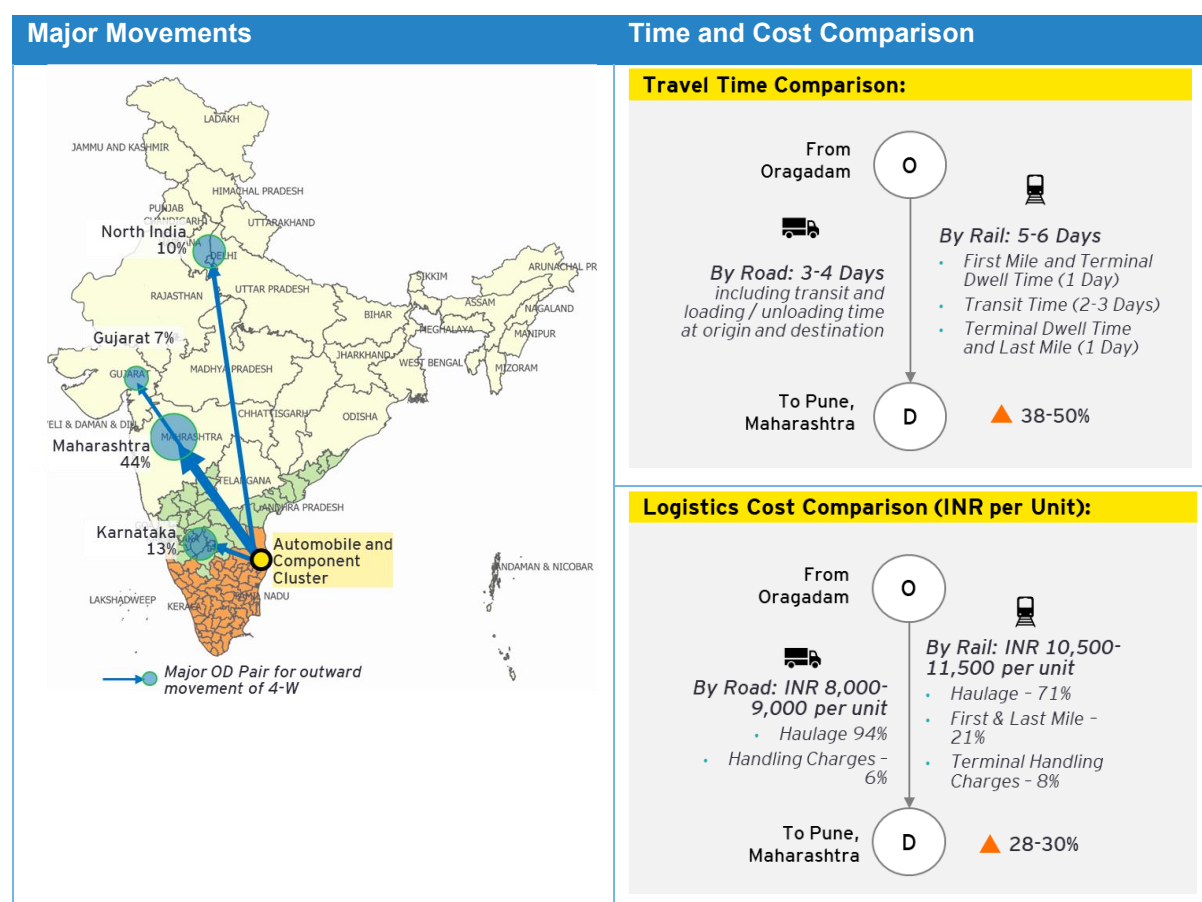 Major Movements
LADAKH
JAMMU AND KASHMIR
HIMACHAL PRADESH
PUNJAB
UTTARAKHAND
North India
10%
DELHI
SIKKIM
ARUNACHAL PR
RAJASTHAN
UTTAR PRADESH
ASSAM
NAGALAND
BIHAR
MEGHALAYA
MANIPUR
Gujarat 7%
GUJARAT
MADHYA PRADESH
JHARKHAND
WEST BENGAL
MIZORAM
CHHATTISGARH
ODISHA
VELI & DAMAN & DIU
Maharashtra
44%
TELANGANA
ANDHRA PRADESH
Karnataka
13%
Automobile and
Component
Cluster
ANDAMAN & NICOBAR
LAKSHADWEEP
KERALA
TAMIL NADU
Major OD Pair for outward
movement of 4-W
Time and Cost Comparison
Travel Time Comparison:
From
Oragadam
O
By Road: 3-4 Days
including transit and
loading / unloading time
at origin and destination
By Rail: 5-6 Days
• First Mile and Terminal
Dwell Time (1 Day)
• Transit Time (2-3 Days)
• Terminal Dwell Time
and Last Mile (1 Day)
To Pune,
Maharashtra
D
38-50%
Logistics Cost Comparison (INR per Unit):
From
Oragadam
O
By Road: INR 8,000-
9,000 per unit
• Haulage 94%
• Handling Charges –
6%
By Rail: INR 10,500-
11,500 per unit
• Haulage – 71%
• First & Last Mile –
21%
• Terminal Handling
Charges – 8%
To Pune,
Maharashtra
D
28-30%